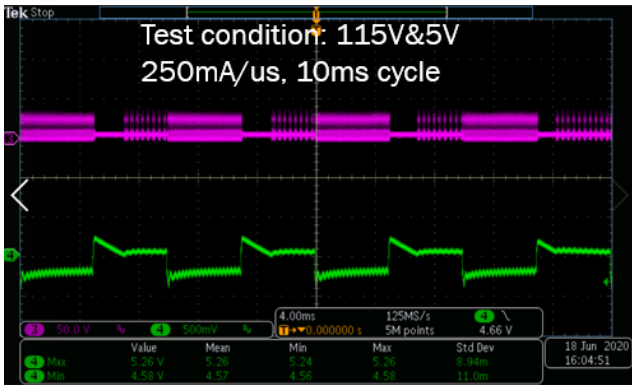 Tek Stop
T
Test condition: 115V&5V
250mA/us, 10ms cycle
3
4
3 50.0 V 4 500mV
4.00ms 125MS/s 4 4.66 V
T→▼0.000000 s 5M points
Value Mean Min Max Std Dev
4 Max 5.26 V 5.26 5.24 5.26 8.94m
4 Min 4.58 V 4.57 4.56 4.58 11.0m
18 Jun 2020
16:04:51